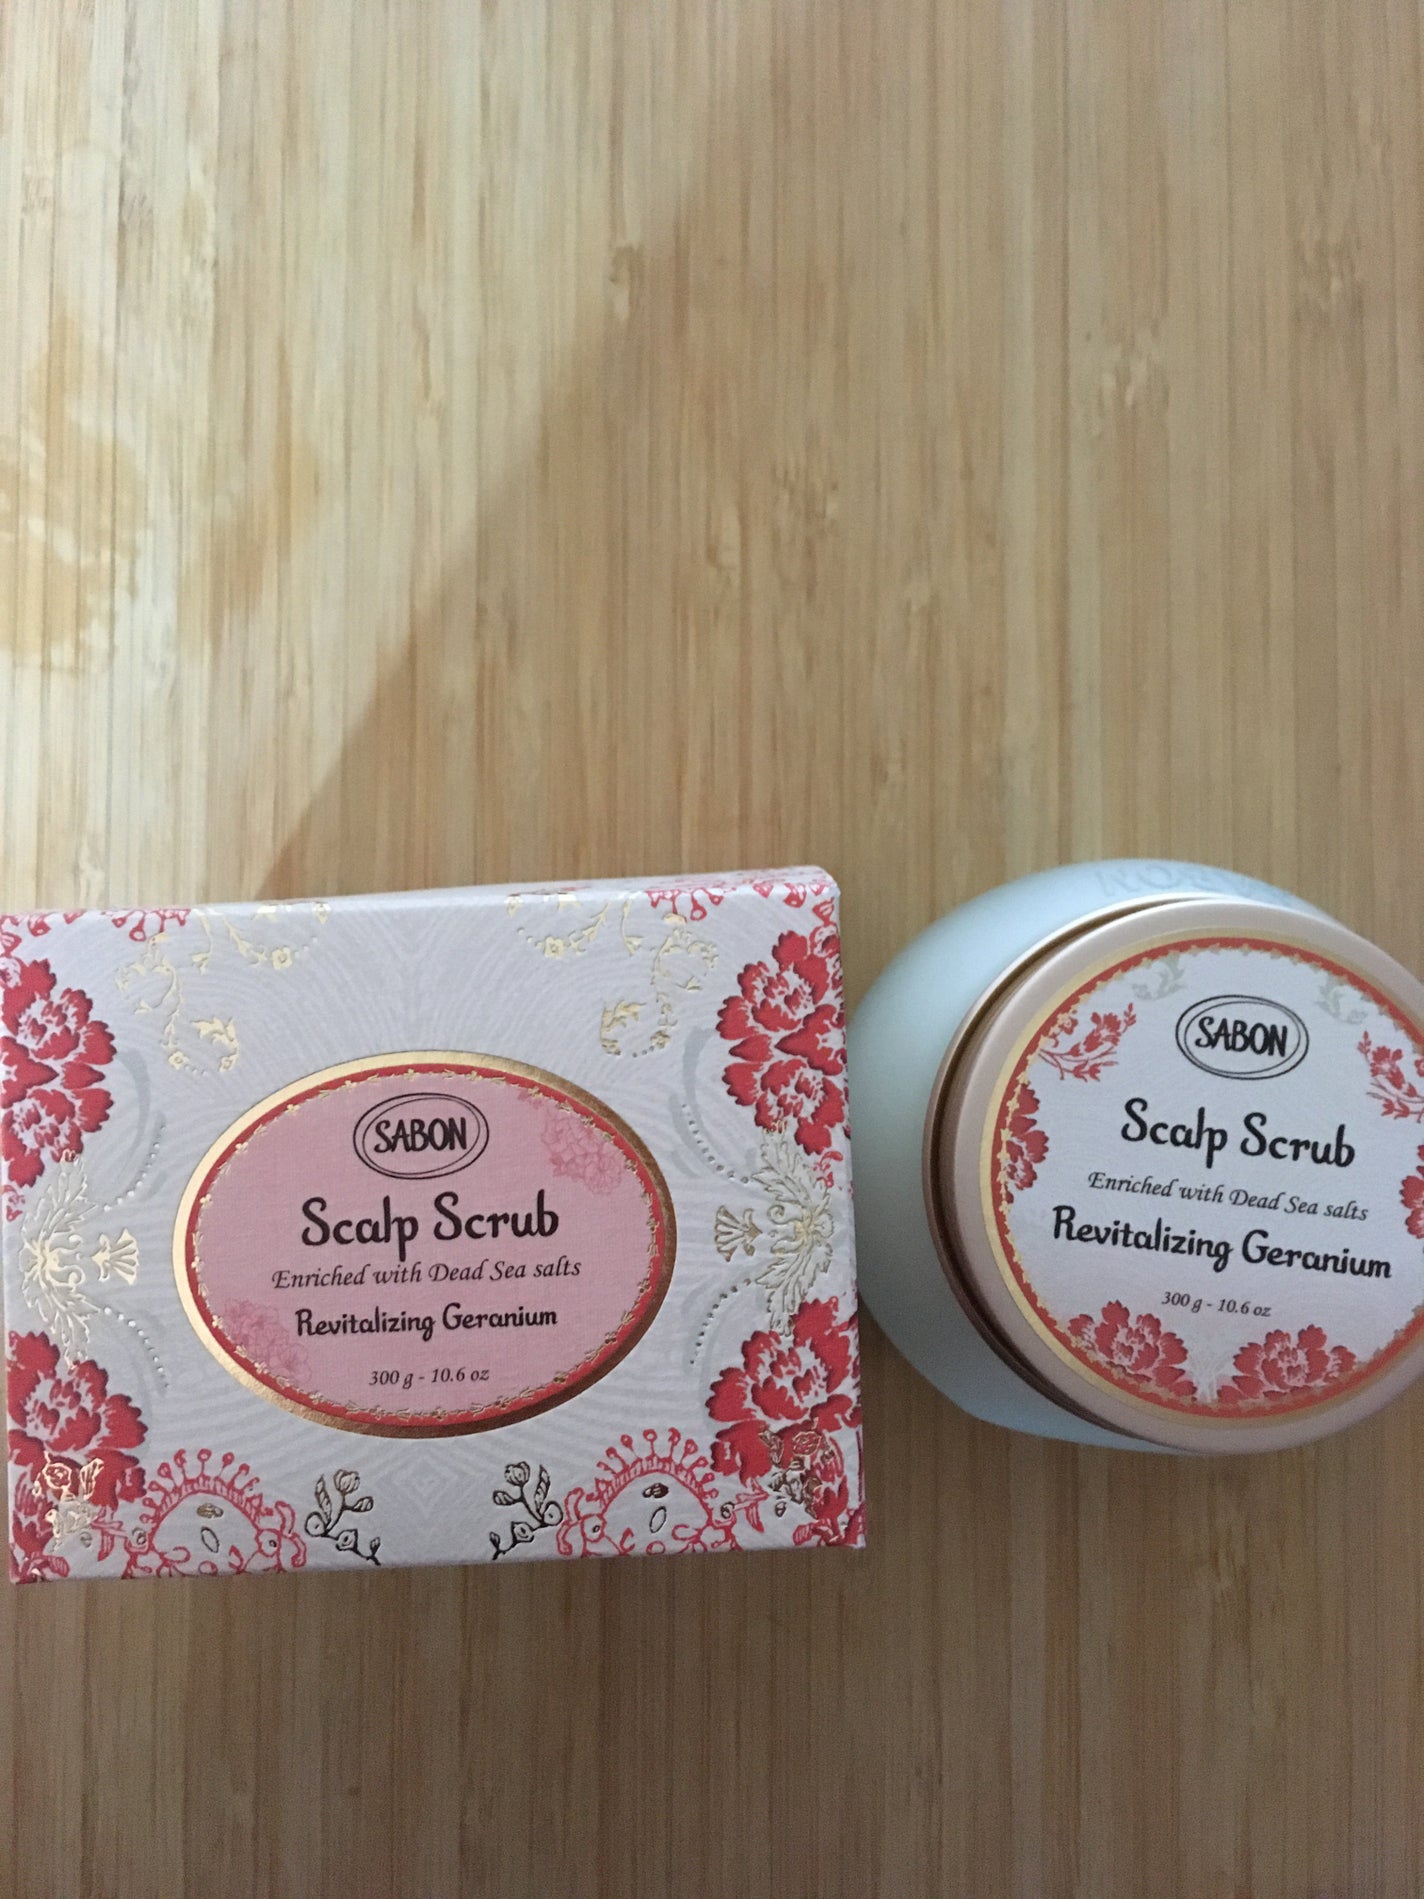 SABON
Scalp Scrub
Enriched with Dead Sea salts
Revitalizing Geranium
300 g - 10.6 oz
SABON
Scalp Scrub
Enriched with Dead Sea salts
Revitalizing Geranium
300 g - 10.6 oz